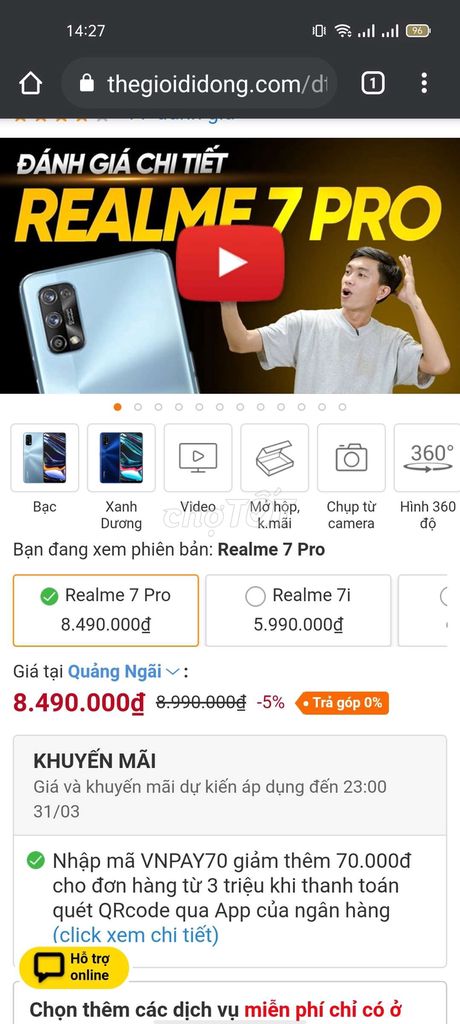 14:27
96
thegioididong.com/dt
1
ĐÁNH GIÁ CHI TIẾT
REALME 7 PRO
360°
Bạc
Xanh
Dương
Video
Mở hộp,
k.mãi
Chụp từ
camera
Hình 360
độ
chợTỐT
Bạn đang xem phiên bản: Realme 7 Pro
Realme 7 Pro
8.490.000₫
Realme 7i
5.990.000₫
Giá tại Quảng Ngãi :
8.490.000₫ 8.990.000₫ -5% Trả góp 0%
KHUYẾN MÃI
Giá và khuyến mãi dự kiến áp dụng đến 23:00
31/03
Nhập mã VNPAY70 giảm thêm 70.000đ
cho đơn hàng từ 3 triệu khi thanh toán
quét QRcode qua App của ngân hàng
(click xem chi tiết)
Hỗ trợ
online
Chọn thêm các dịch vụ miễn phí chỉ có ở